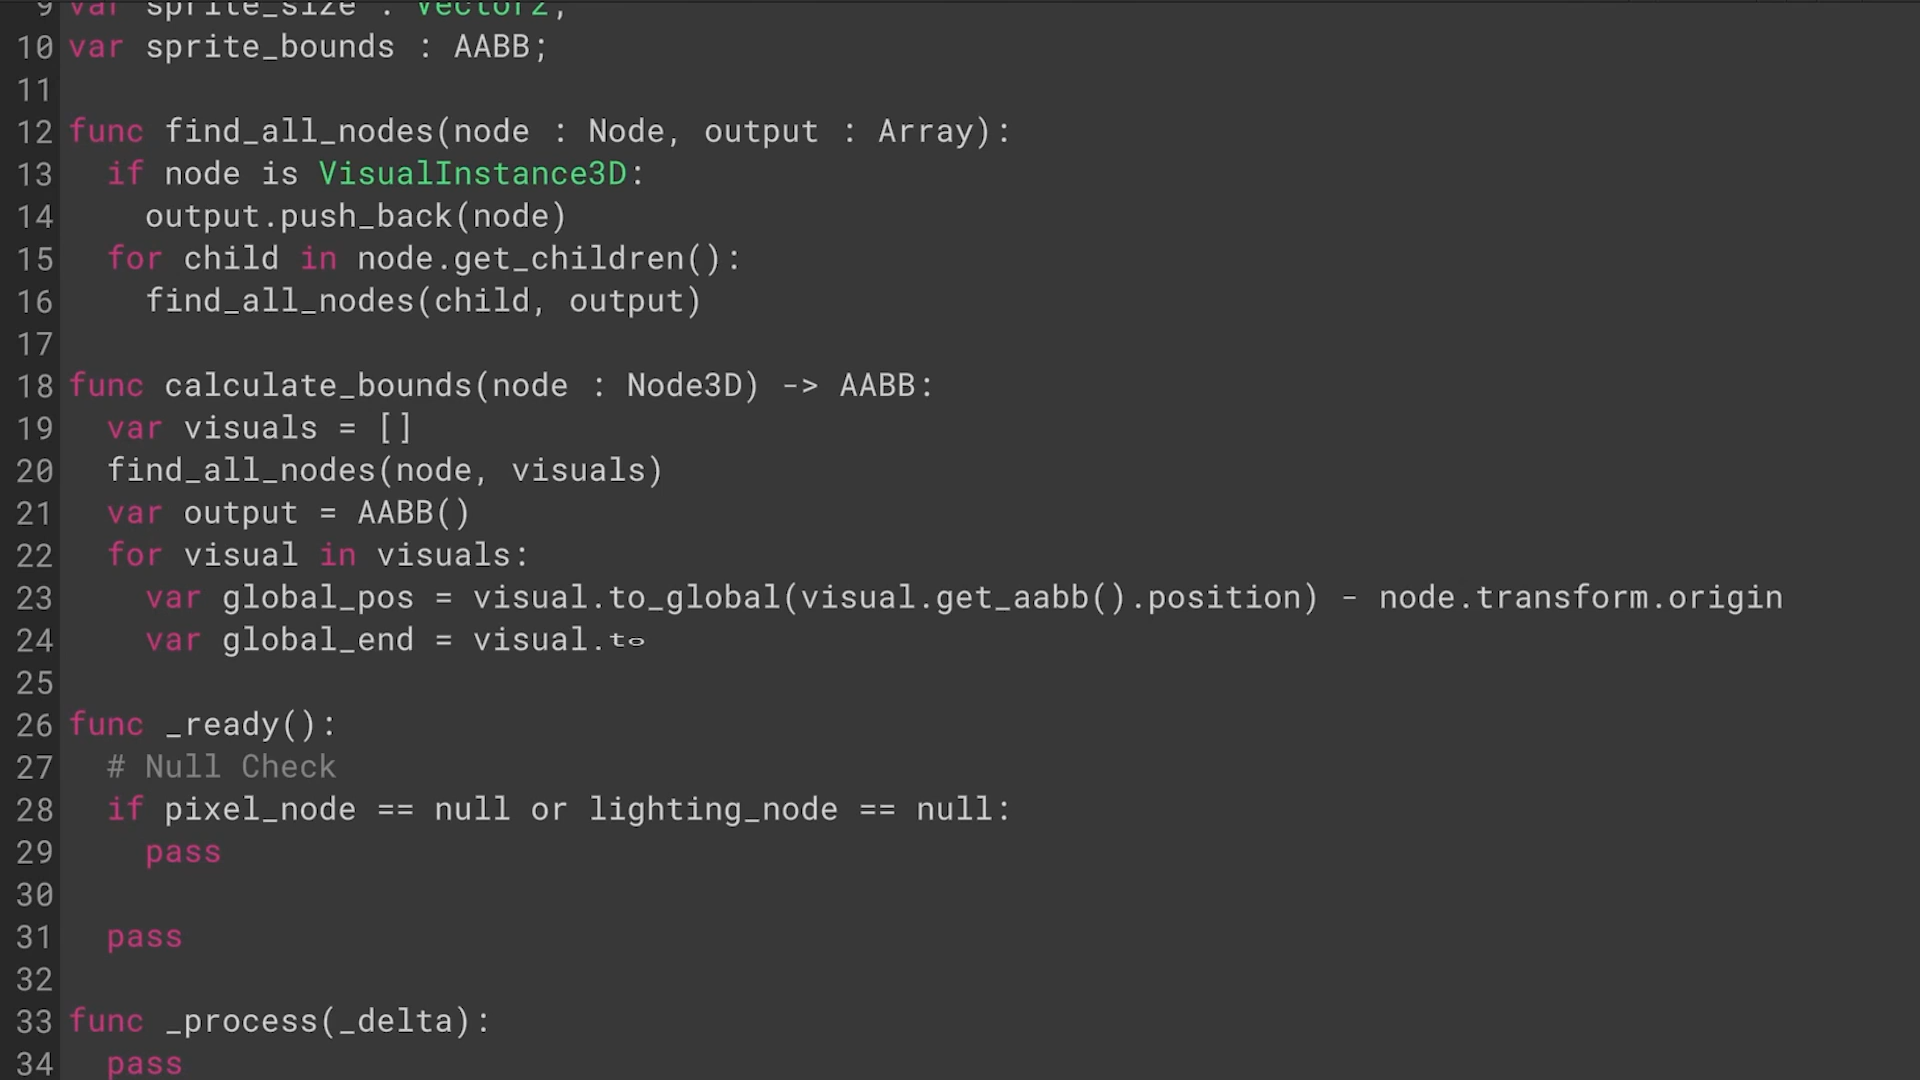 9 var sprite_size : Vector2;
10 var sprite_bounds : AABB;
11
12 func find_all_nodes(node : Node, output : Array):
13 if node is VisualInstance3D:
14 output.push_back(node)
15 for child in node.get_children():
16 find_all_nodes(child, output)
17
18 func calculate_bounds(node : Node3D) -> AABB:
19 var visuals = []
20 find_all_nodes(node, visuals)
21 var output = AABB()
22 for visual in visuals:
23 var global_pos = visual.to_global(visual.get_aabb().position) - node.transform.origin
24 var global_end = visual.to
25
26 func _ready():
27 # Null Check
28 if pixel_node == null or lighting_node == null:
29 pass
30
31 pass
32
33 func _process(_delta):
34 pass